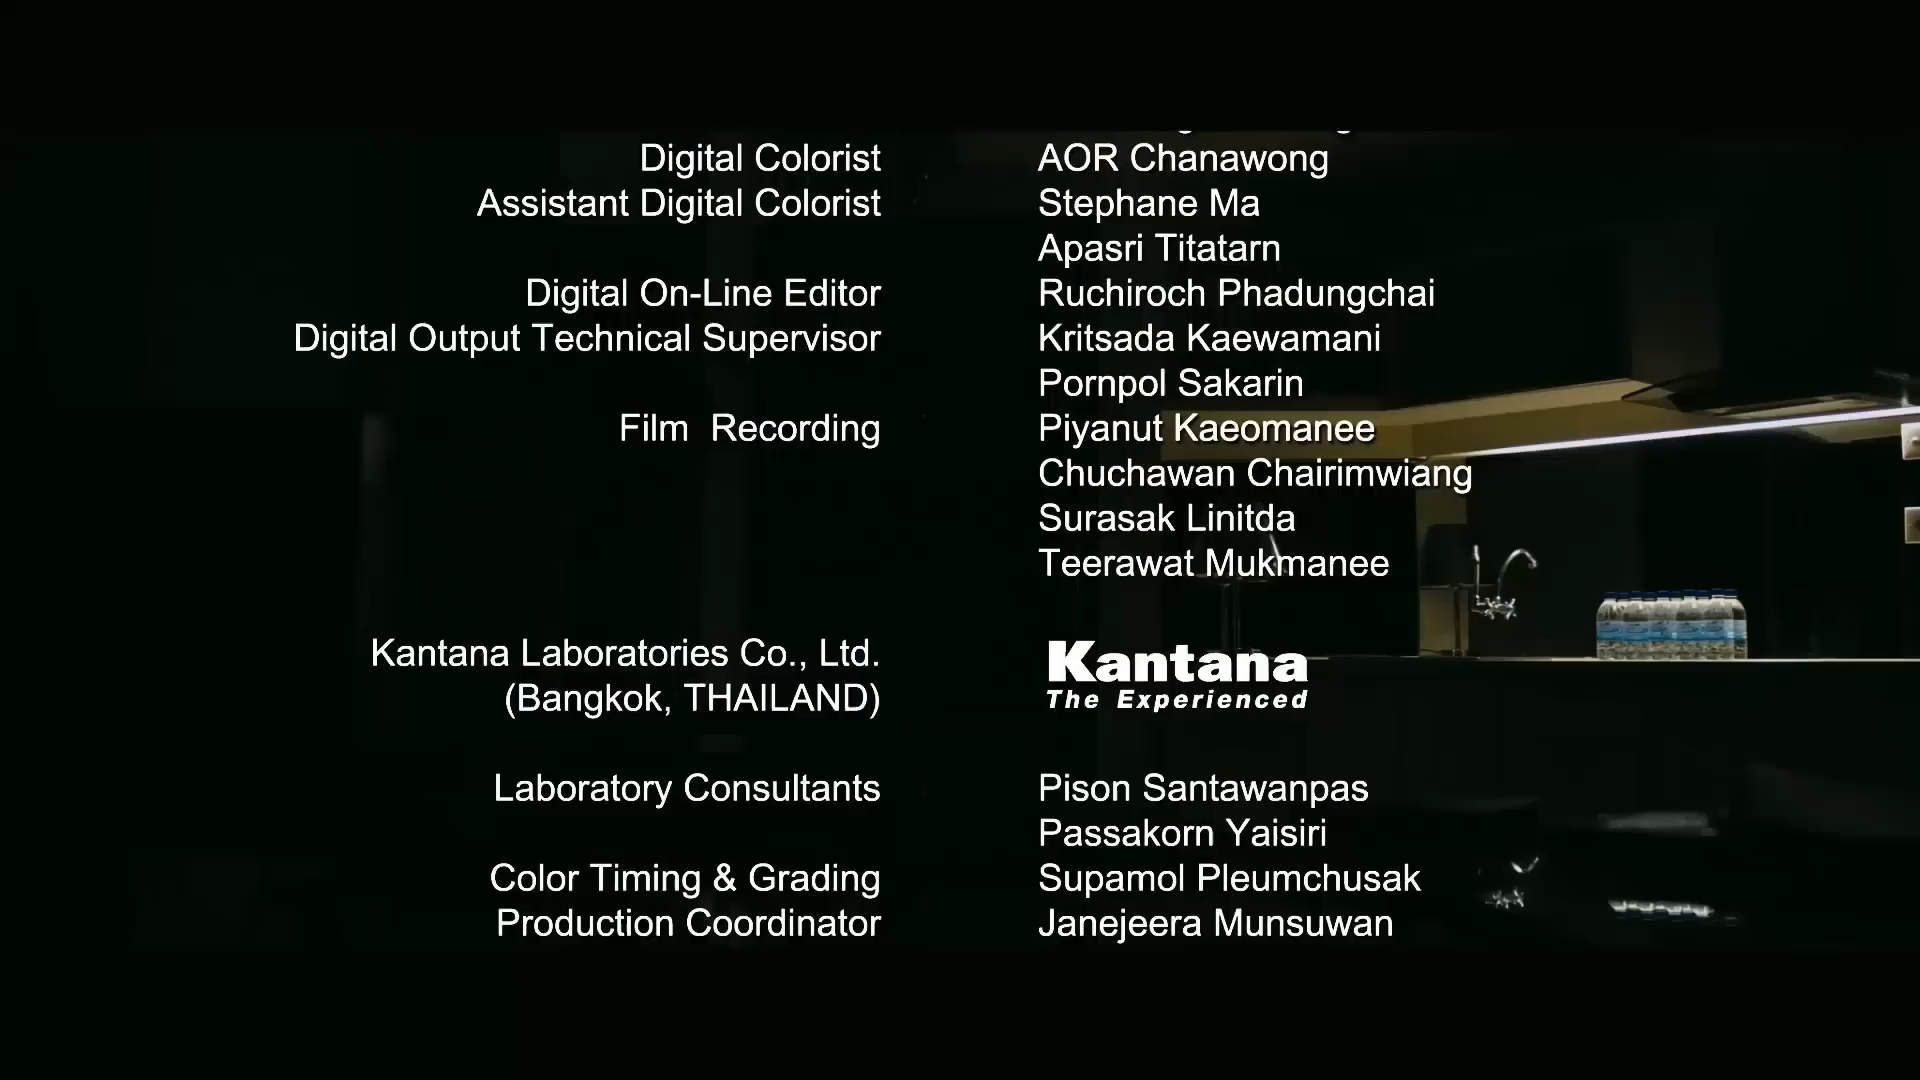 Digital Colorist AOR Chanawong
Assistant Digital Colorist Stephane Ma
Apasri Titatarn
Digital On-Line Editor Ruchiroch Phadungchai
Digital Output Technical Supervisor Kritsada Kaewamani
Pornpol Sakarin
Film Recording Piyanut Kaeomanee
Chuchawan Chairimwiang
Surasak Linitda
Teerawat Mukmanee
Kantana Laboratories Co., Ltd. Kantana
(Bangkok, THAILAND) The Experienced
Laboratory Consultants Pison Santawanpas
Passakorn Yaisiri
Color Timing & Grading Supamol Pleumchusak
Production Coordinator Janejeera Munsuwan